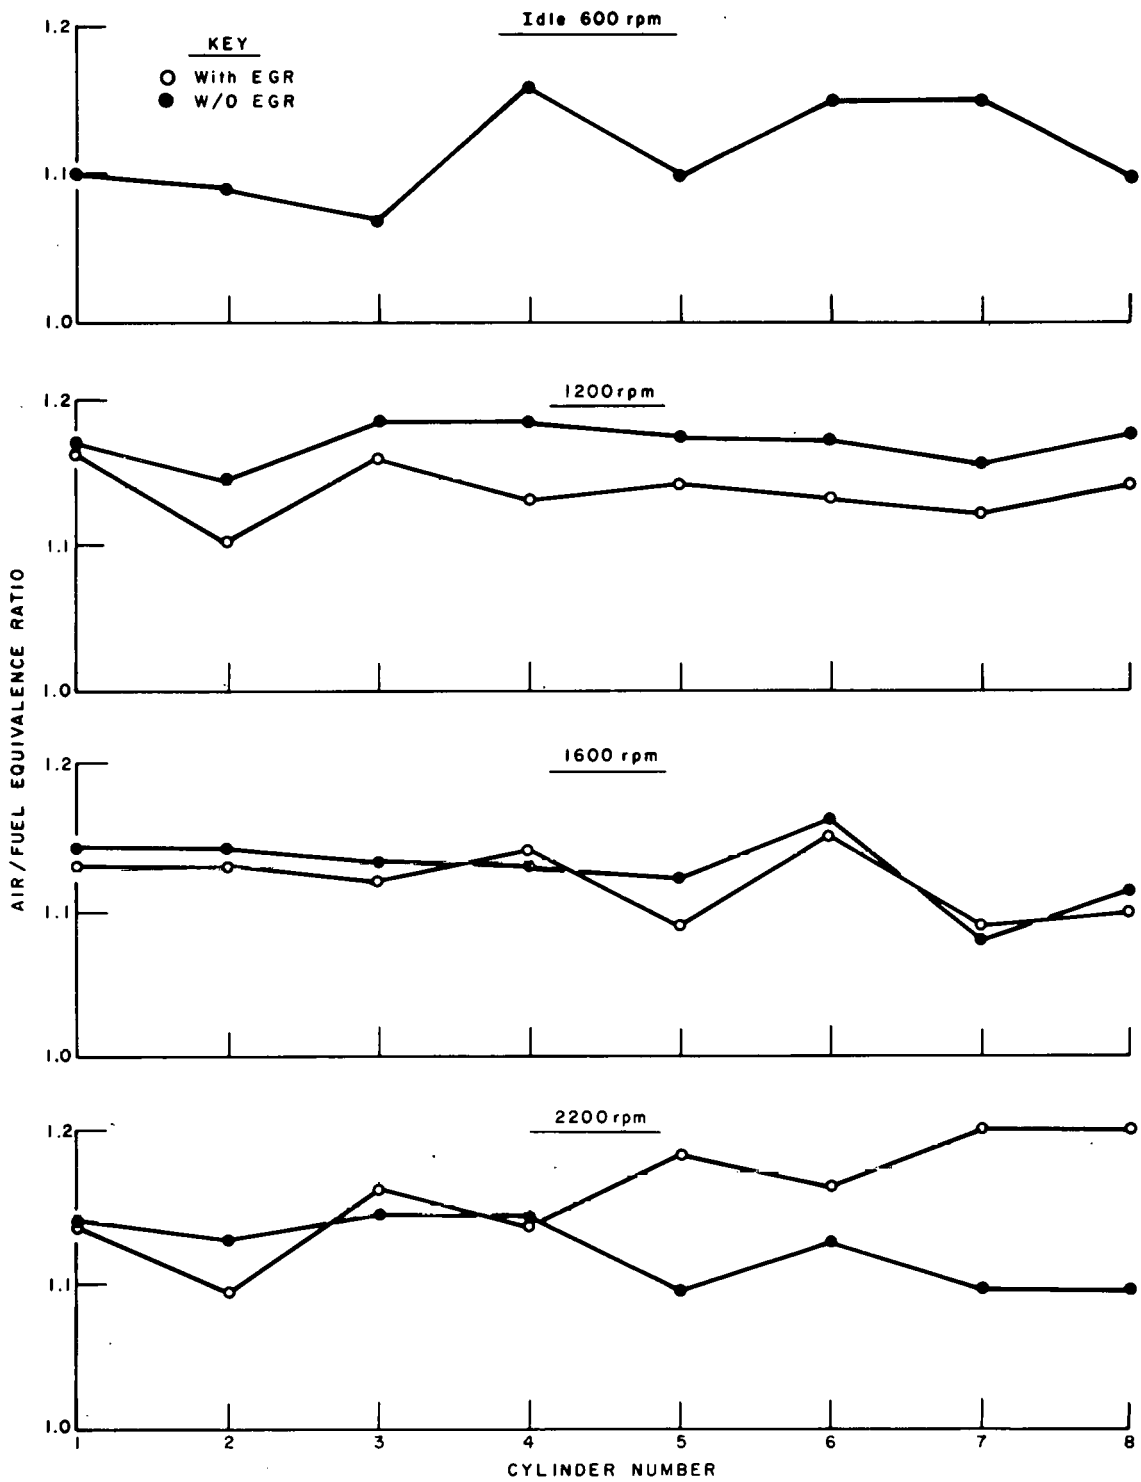 Idle 600 rpm
1.2
KEY
With EGR
W/O EGR
1.1
1.0
1200 rpm
1.2
1.1
1.0
AIR/FUEL EQUIVALENCE RATIO
1600 rpm
1.2
1.1
1.0
2200 rpm
1.2
1.1
1.0
1 2 3 4 5 6 7 8
CYLINDER NUMBER